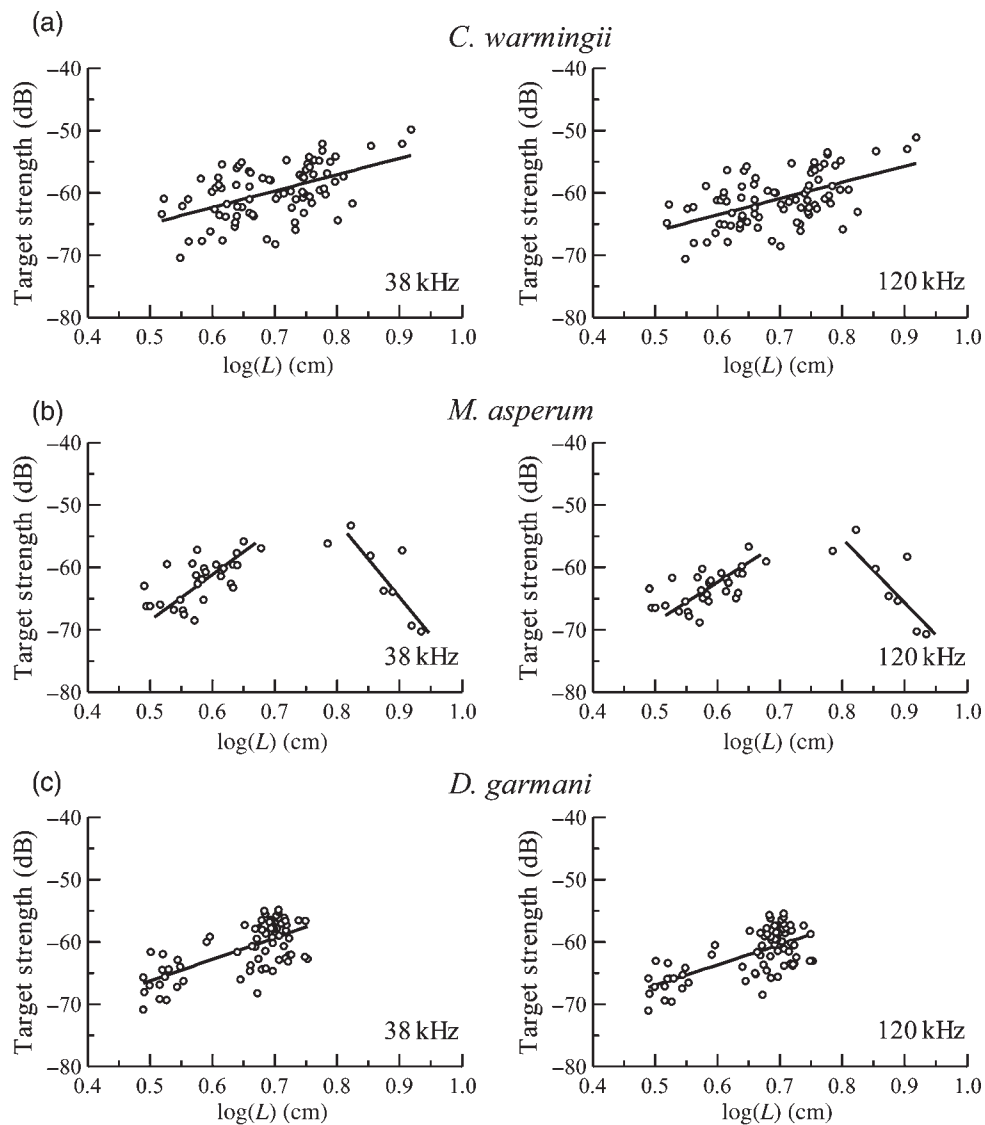 (a)
C. warmingii
Target strength (dB)
−40
−50
−60
−70
−80
38 kHz
0.4 0.5 0.6 0.7 0.8 0.9 1.0
log(L) (cm)
Target strength (dB)
−40
−50
−60
−70
−80
120 kHz
0.4 0.5 0.6 0.7 0.8 0.9 1.0
log(L) (cm)
(b)
M. asperum
Target strength (dB)
−40
−50
−60
−70
−80
38 kHz
0.4 0.5 0.6 0.7 0.8 0.9 1.0
log(L) (cm)
Target strength (dB)
−40
−50
−60
−70
−80
120 kHz
0.4 0.5 0.6 0.7 0.8 0.9 1.0
log(L) (cm)
(c)
D. garmani
Target strength (dB)
−40
−50
−60
−70
−80
38 kHz
0.4 0.5 0.6 0.7 0.8 0.9 1.0
log(L) (cm)
Target strength (dB)
−40
−50
−60
−70
−80
120 kHz
0.4 0.5 0.6 0.7 0.8 0.9 1.0
log(L) (cm)